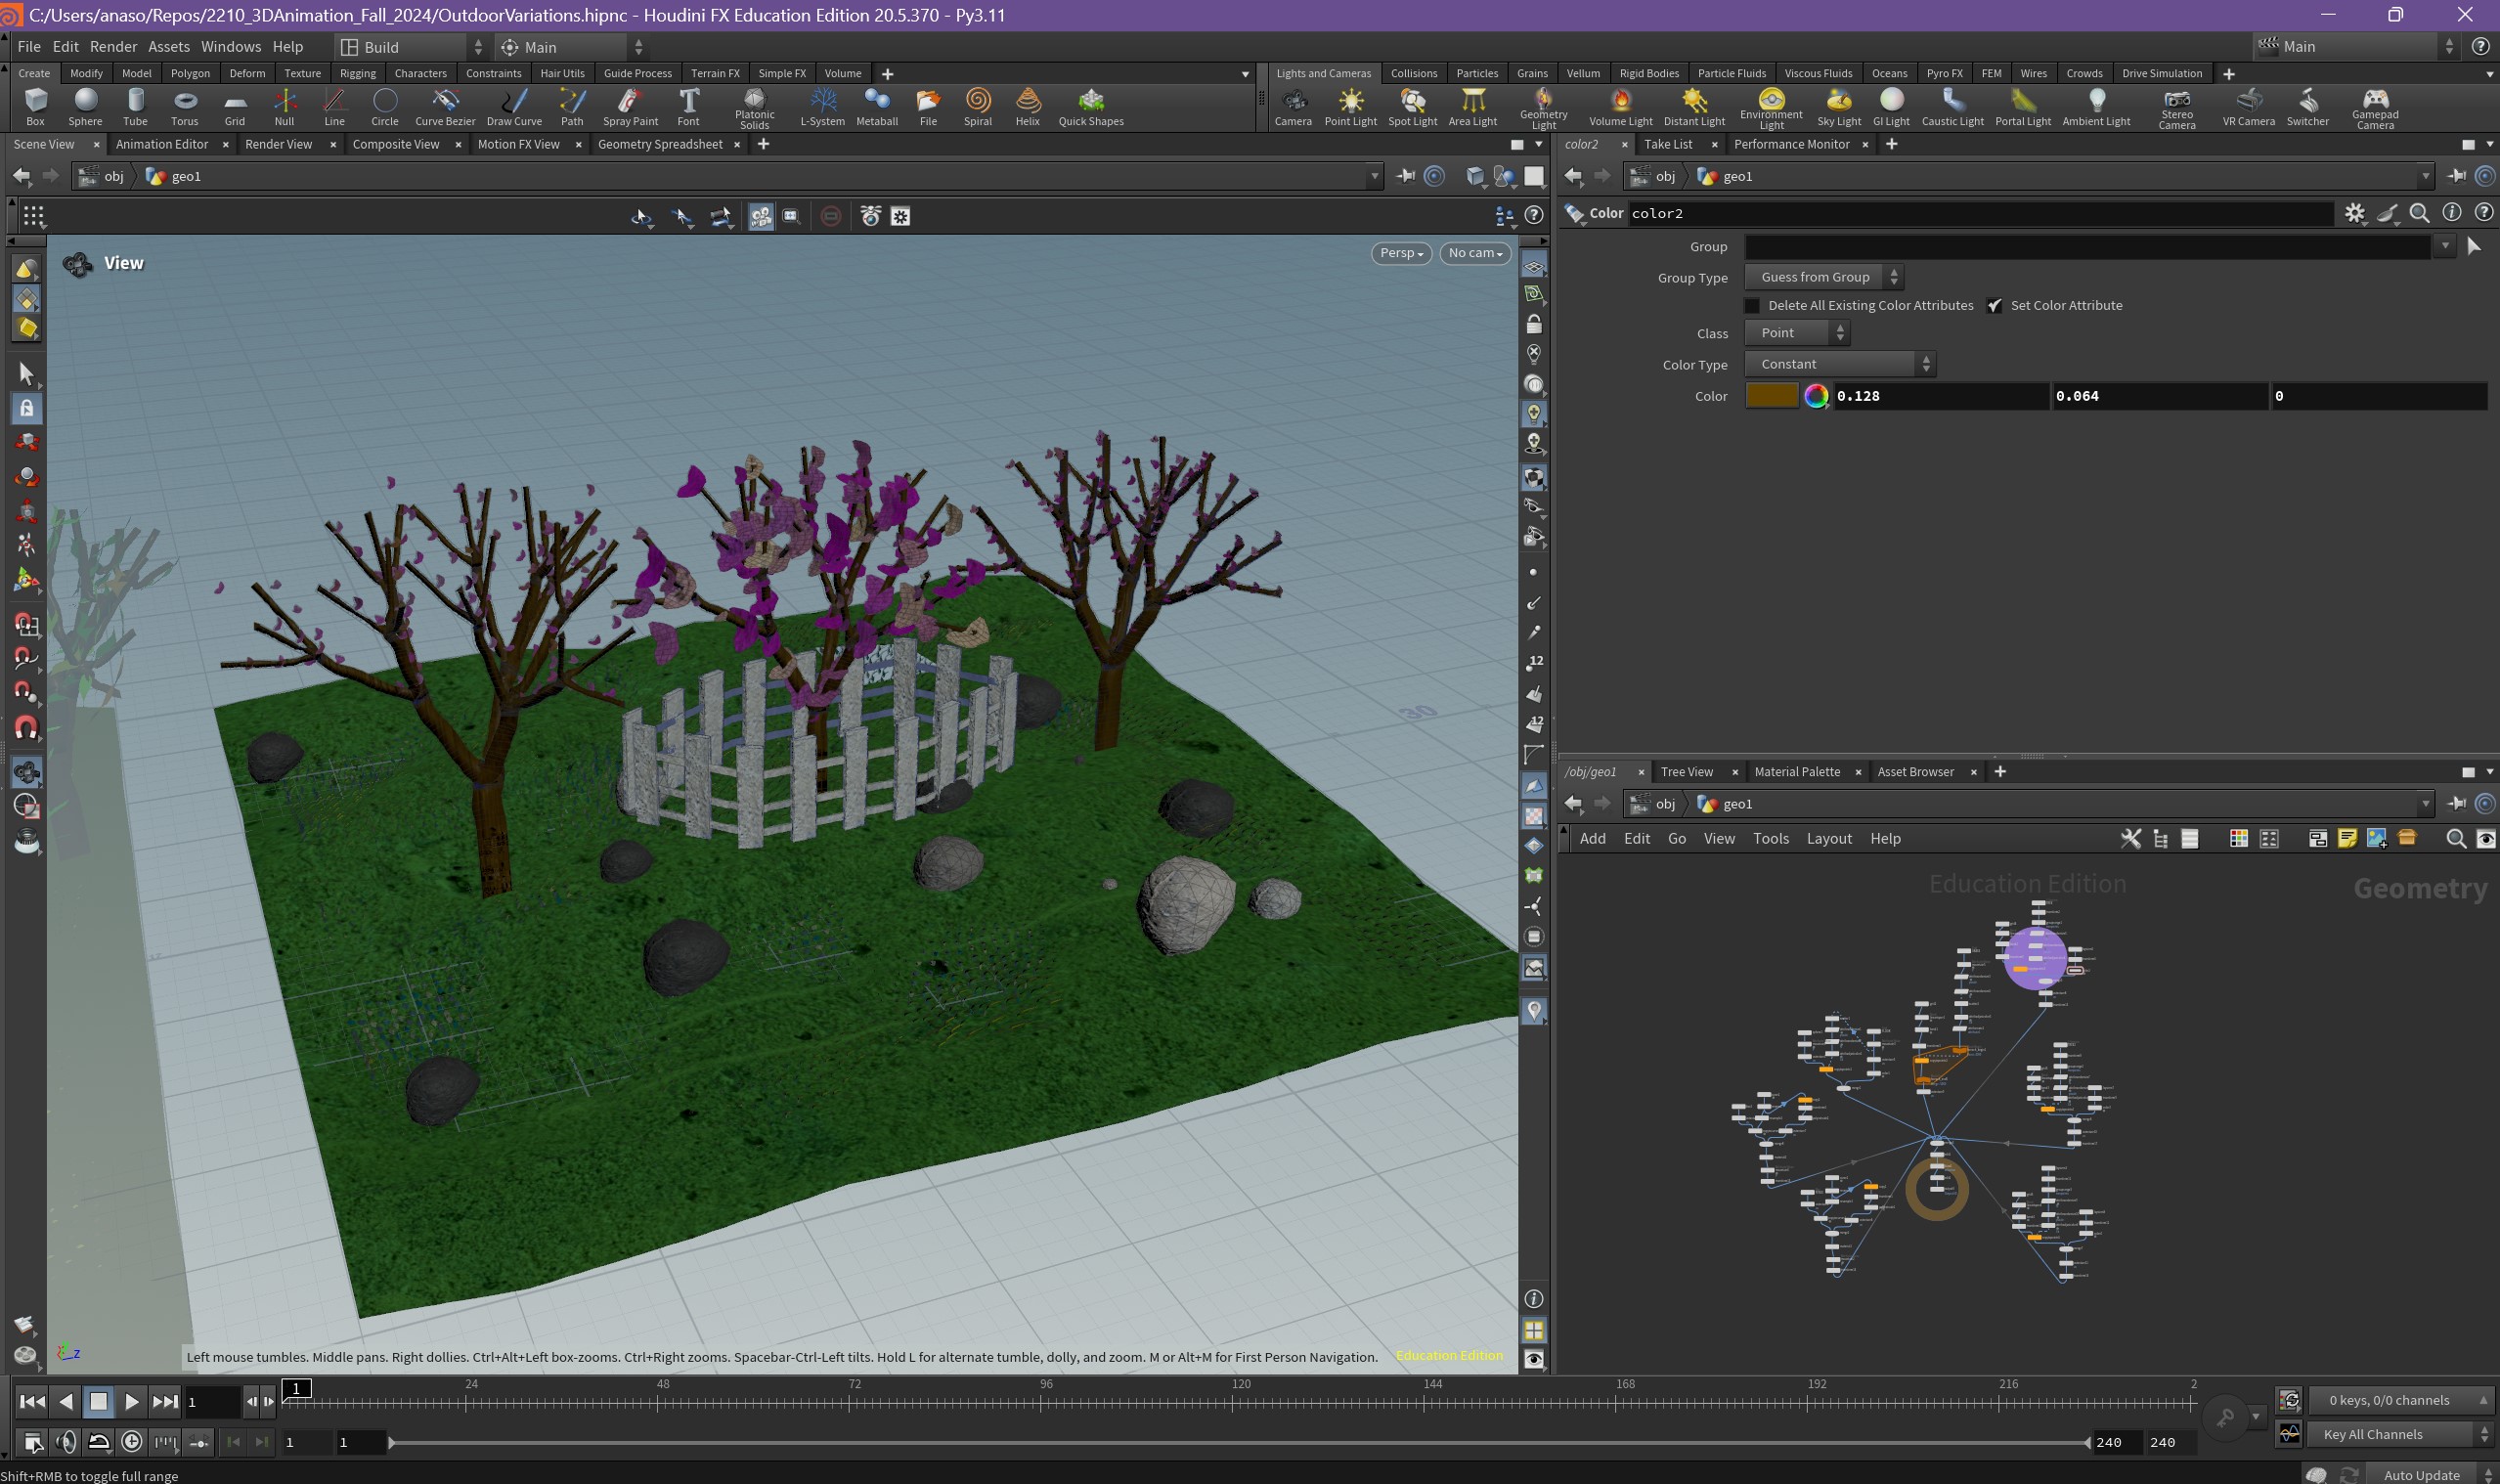 C:/Users/anaso/Repos/2210_3DAnimation_Fall_2024/OutdoorVariations.hipnc - Houdini FX Education Edition 20.5.370 - Py3.11
File Edit Render Assets Windows Help Build Main Main
Create Modify Model Polygon Deform Texture Rigging Characters Constraints Hair Utils Guide Process Terrain FX Simple FX Volume
Lights and Cameras Collisions Particles Grains Vellum Rigid Bodies Particle Fluids Viscous Fluids Oceans Pyro FX FEM Wires Crowds Drive Simulation
Box Sphere Tube Torus Grid Null Line Circle Curve Bezier Draw Curve Path Spray Paint Font Platonic Solids L-System Metaball File Spiral Helix Quick Shapes
Camera Point Light Spot Light Area Light Geometry Light Volume Light Distant Light Environment Light Sky Light GI Light Caustic Light Portal Light Ambient Light Stereo Camera VR Camera Switcher Gamepad Camera
Scene View Animation Editor Render View Composite View Motion FX View Geometry Spreadsheet
obj geo1
View
Persp No cam
30
12
12
Left mouse tumbles. Middle pans. Right dollies. Ctrl+Alt+Left box-zooms. Ctrl+Right zooms. Spacebar-Ctrl-Left tilts. Hold L for alternate tumble, dolly, and zoom. M or Alt+M for First Person Navigation.
Education Edition
Z
color2 Take List Performance Monitor
obj geo1
Color color2
Group
Group Type Guess from Group
Delete All Existing Color Attributes Set Color Attribute
Class Point
Color Type Constant
Color 0.128 0.064 0
/obj/geo1 Tree View Material Palette Asset Browser
obj geo1
Add Edit Go View Tools Layout Help
Education Edition
Geometry
1 1 24 48 72 96 120 144 168 192 216 2
0 keys, 0/0 channels
1 1 240 240
Key All Channels
Shift+RMB to toggle full range
Auto Update